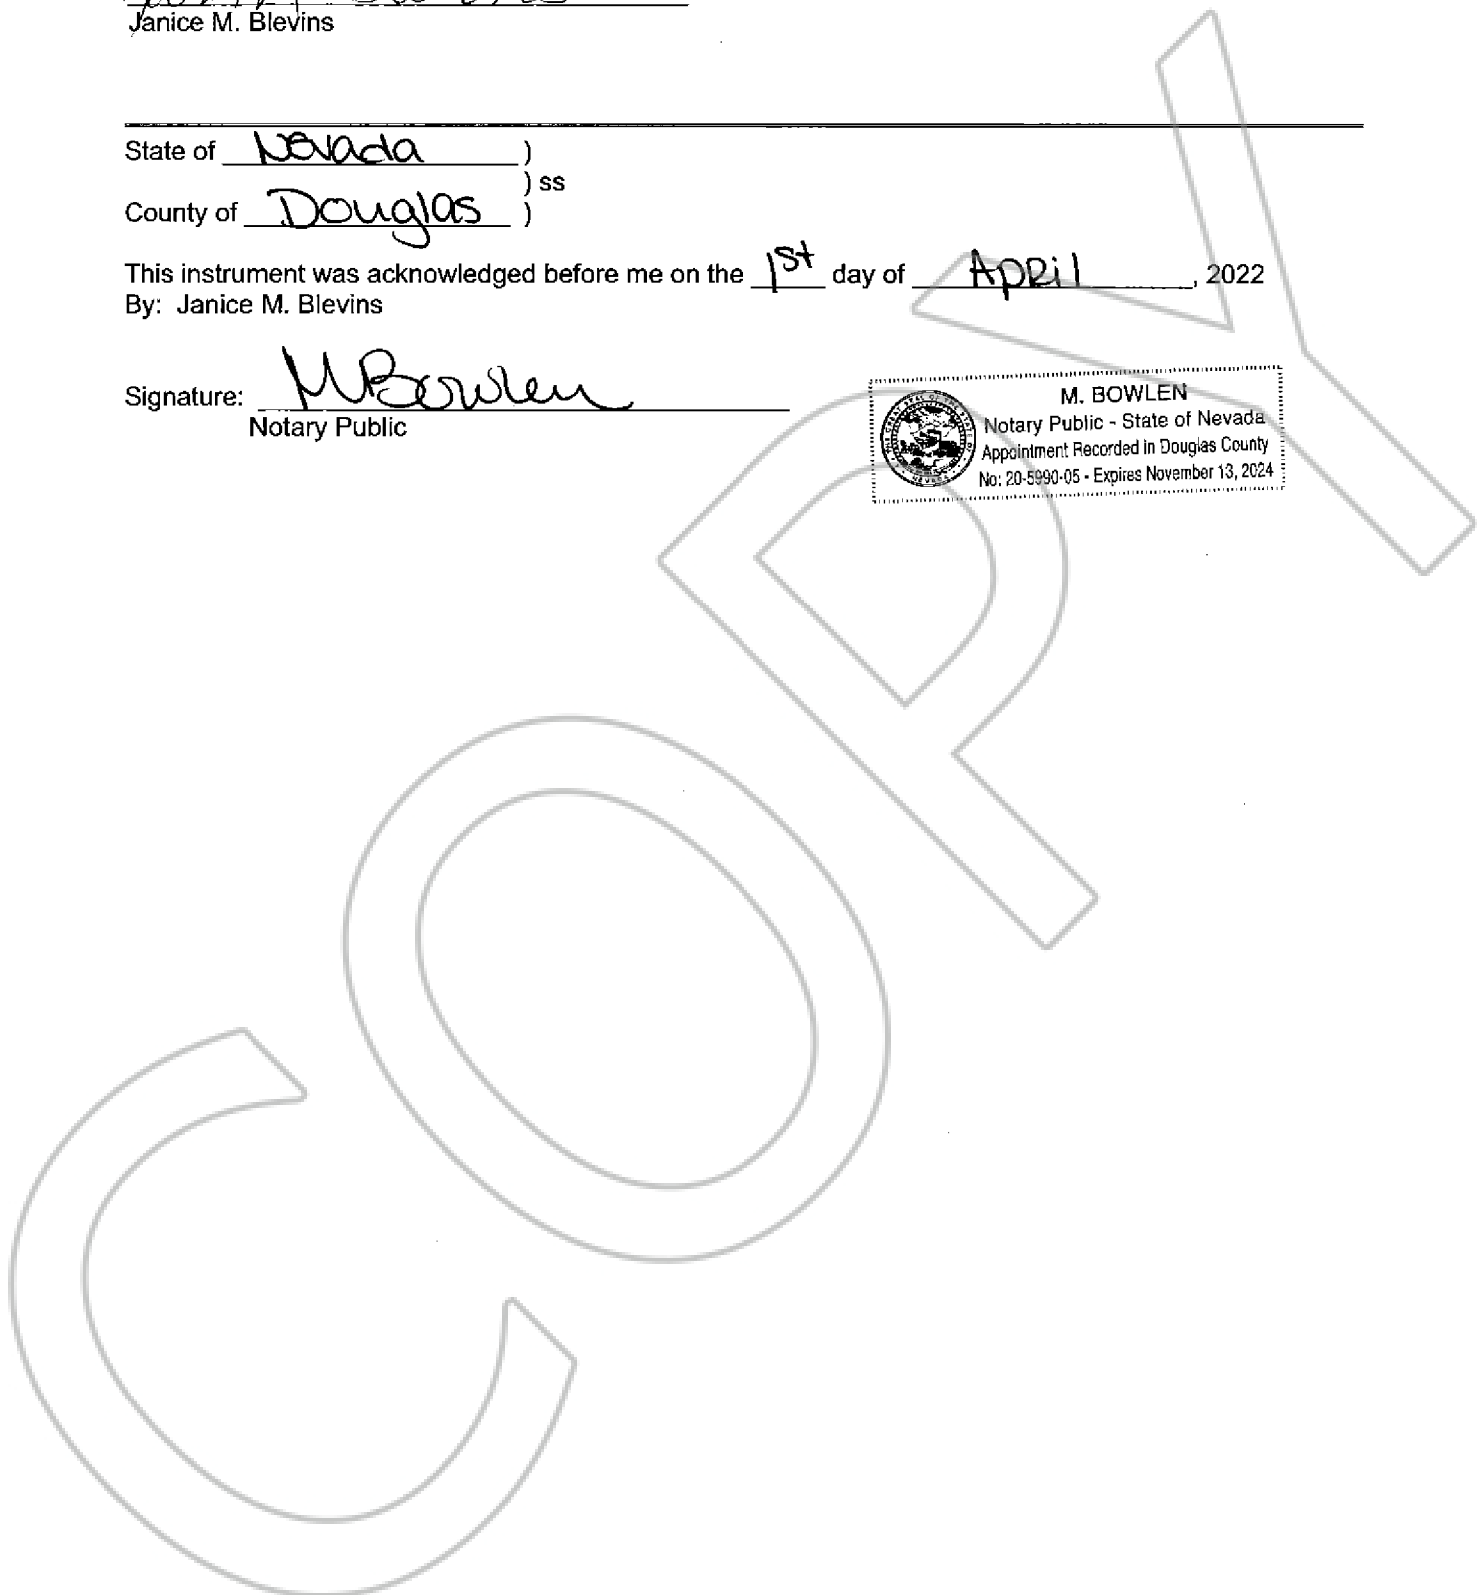 Janice M. Blevins
State of Nevada )
) ss
County of Douglas )
This instrument was acknowledged before me on the 1st day of April, 2022
By: Janice M. Blevins
Signature: MBowlen
Notary Public
M. BOWLEN
Notary Public - State of Nevada
Appointment Recorded in Douglas County
No: 20-5990-05 - Expires November 13, 2024
NEVADA
COPY